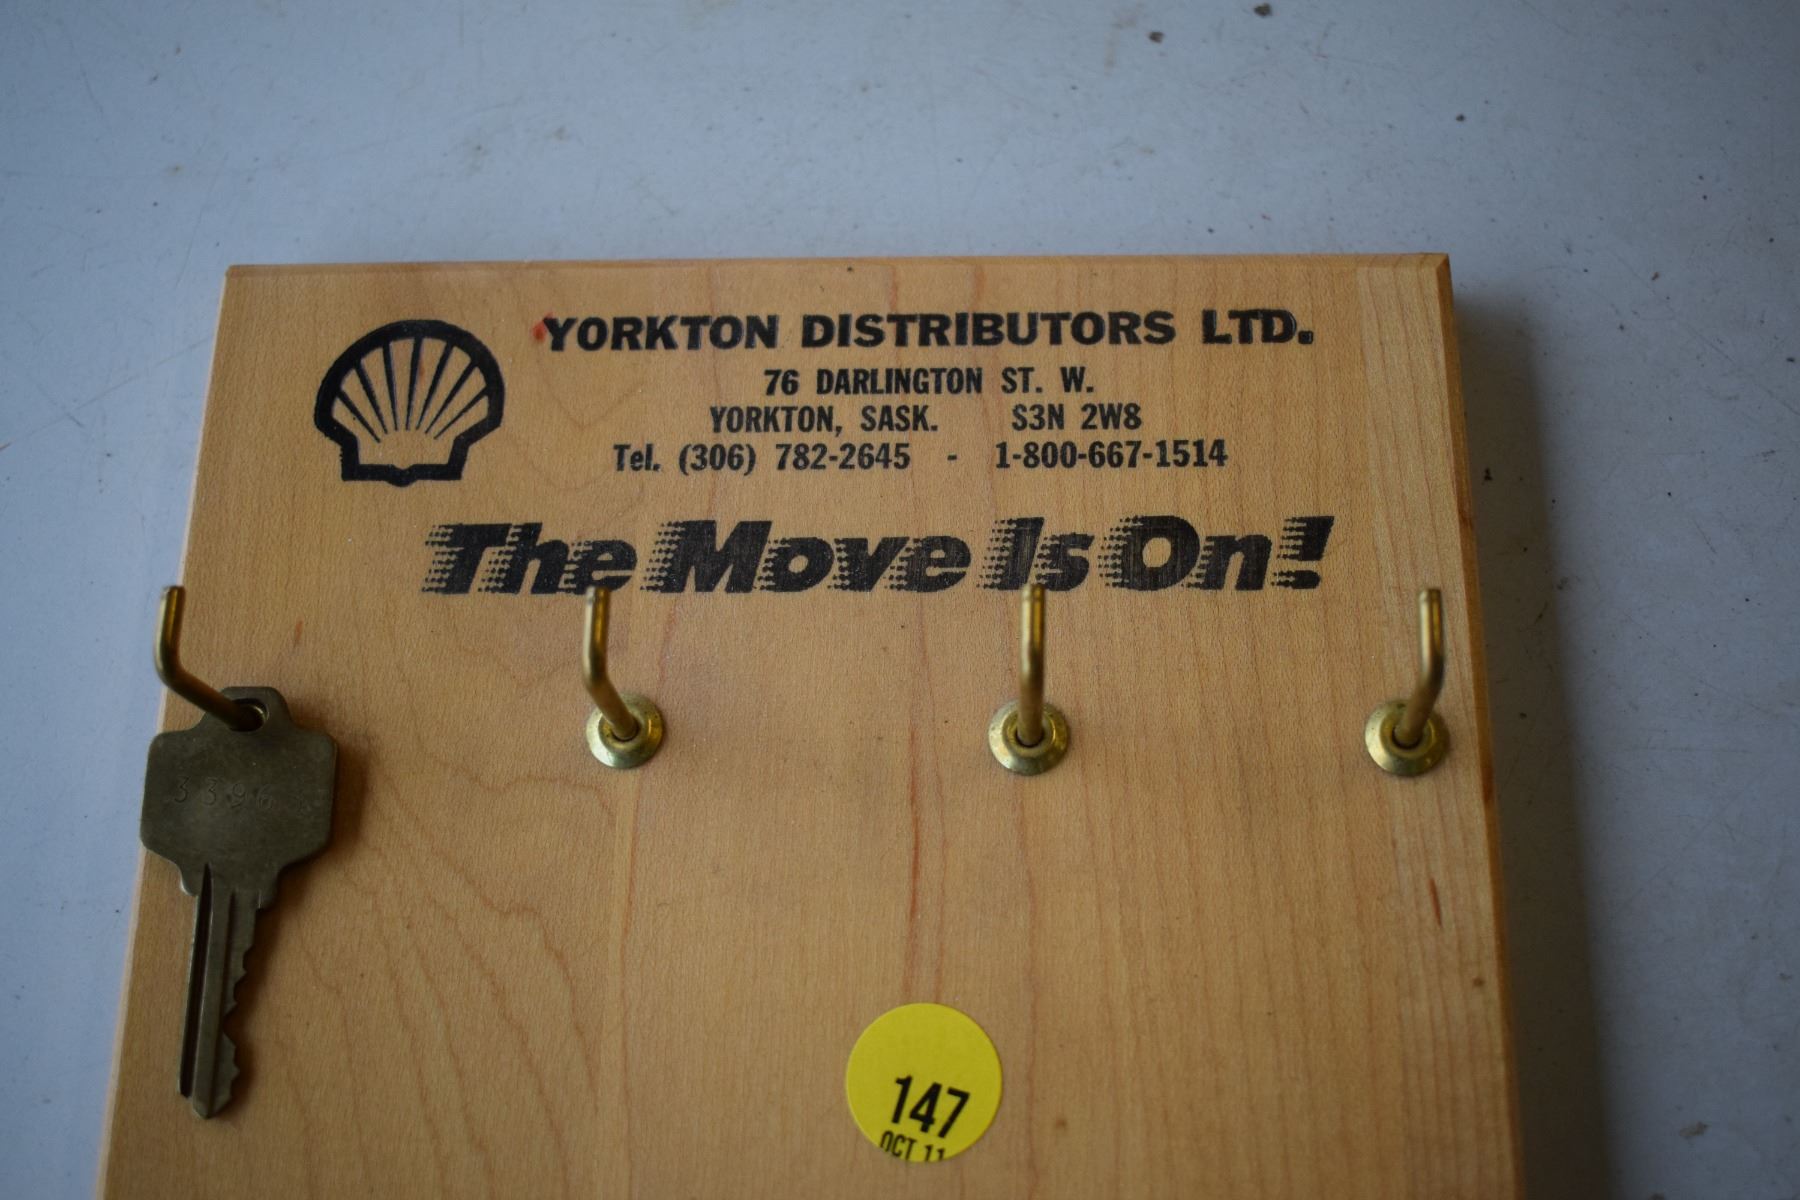 YORKTON DISTRIBUTORS LTD.
76 DARLINGTON ST. W.
YORKTON, SASK. S3N 2W8
Tel. (306) 782-2645 - 1-800-667-1514
The Move Is On!
3396
147
OCT 11